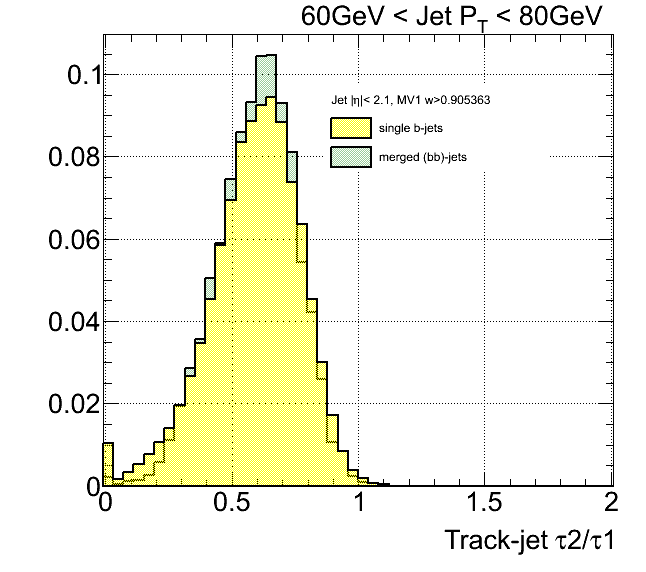 60GeV < Jet P_T < 80GeV
0.1
Jet |η|< 2.1, MV1 w>0.905363
single b-jets
merged (bb)-jets
0.08
0.06
0.04
0.02
0
0 0.5 1 1.5 2
Track-jet τ2/τ1